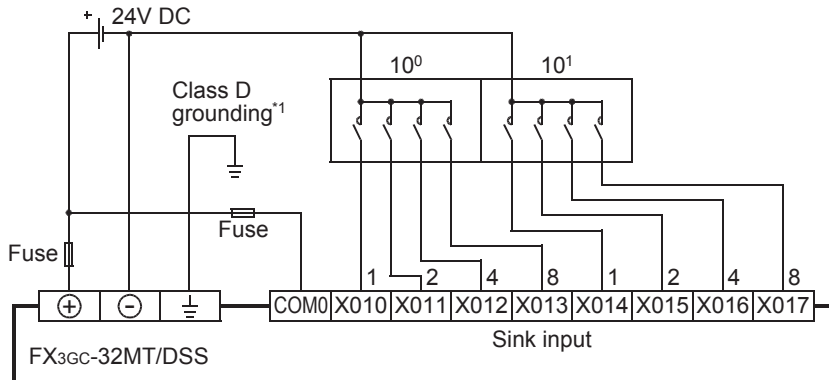 + 24V DC
10⁰ 10¹
Class D
grounding*1
Fuse
Fuse
1 2 4 8 1 2 4 8
+ - COM0 X010 X011 X012 X013 X014 X015 X016 X017
Sink input
FX3GC-32MT/DSS